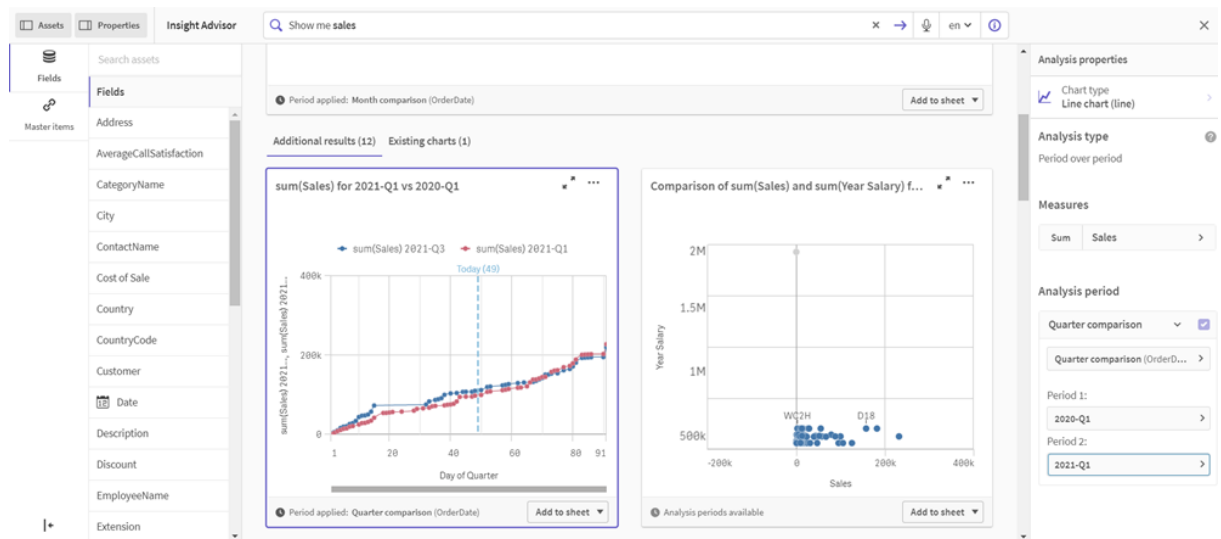 Assets Properties Insight Advisor Show me sales en
Fields
Master items
Search assets
Fields
Address
AverageCallSatisfaction
CategoryName
City
ContactName
Cost of Sale
Country
CountryCode
Customer
Date
Description
Discount
EmployeeName
Extension
Period applied: Month comparison (OrderDate) Add to sheet
Additional results (12) Existing charts (1)
sum(Sales) for 2021-Q1 vs 2020-Q1
sum(Sales) 2021-Q3 sum(Sales) 2021-Q1
Today (49)
400k
200k
0
sum(Sales) 2021..., sum(Sales) 2021...
1 20 40 60 80 91
Day of Quarter
Period applied: Quarter comparison (OrderDate) Add to sheet
Comparison of sum(Sales) and sum(Year Salary) f...
2M
1.5M
1M
500k
Year Salary
WC2H D18
-200k 0 200k 400k
Sales
Analysis periods available Add to sheet
Analysis properties
Chart type
Line chart (line)
Analysis type
Period over period
Measures
Sum Sales
Analysis period
Quarter comparison
Quarter comparison (OrderD...
Period 1:
2020-Q1
Period 2:
2021-Q1